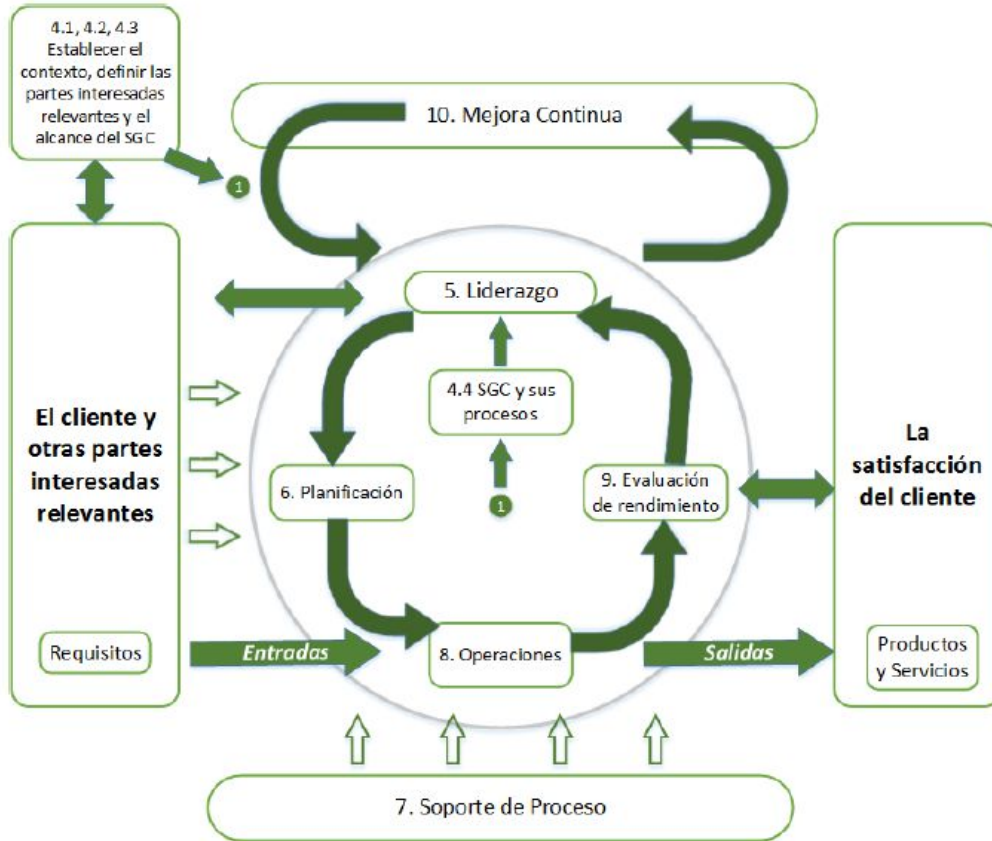 4.1, 4.2, 4.3
Establecer el
contexto, definir las
partes interesadas
relevantes y el
alcance del SGC
10. Mejora Continua
1
5. Liderazgo
4.4 SGC y sus
procesos
El cliente y
otras partes
interesadas
relevantes
6. Planificación
1
9. Evaluación
de rendimiento
La
satisfacción
del cliente
Requisitos
Entradas
8. Operaciones
Salidas
Productos
y Servicios
7. Soporte de Proceso